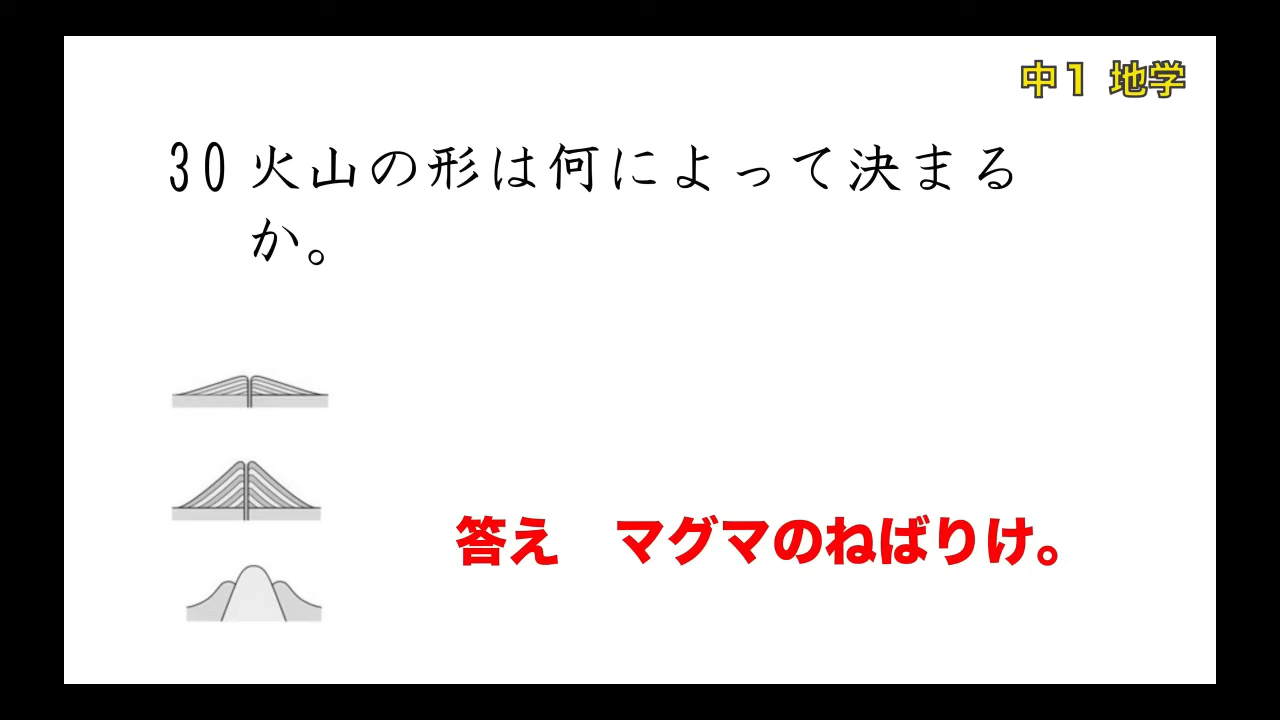 中1 地学
30 火山の形は何によって決まる
か。
答え　マグマのねばりけ。